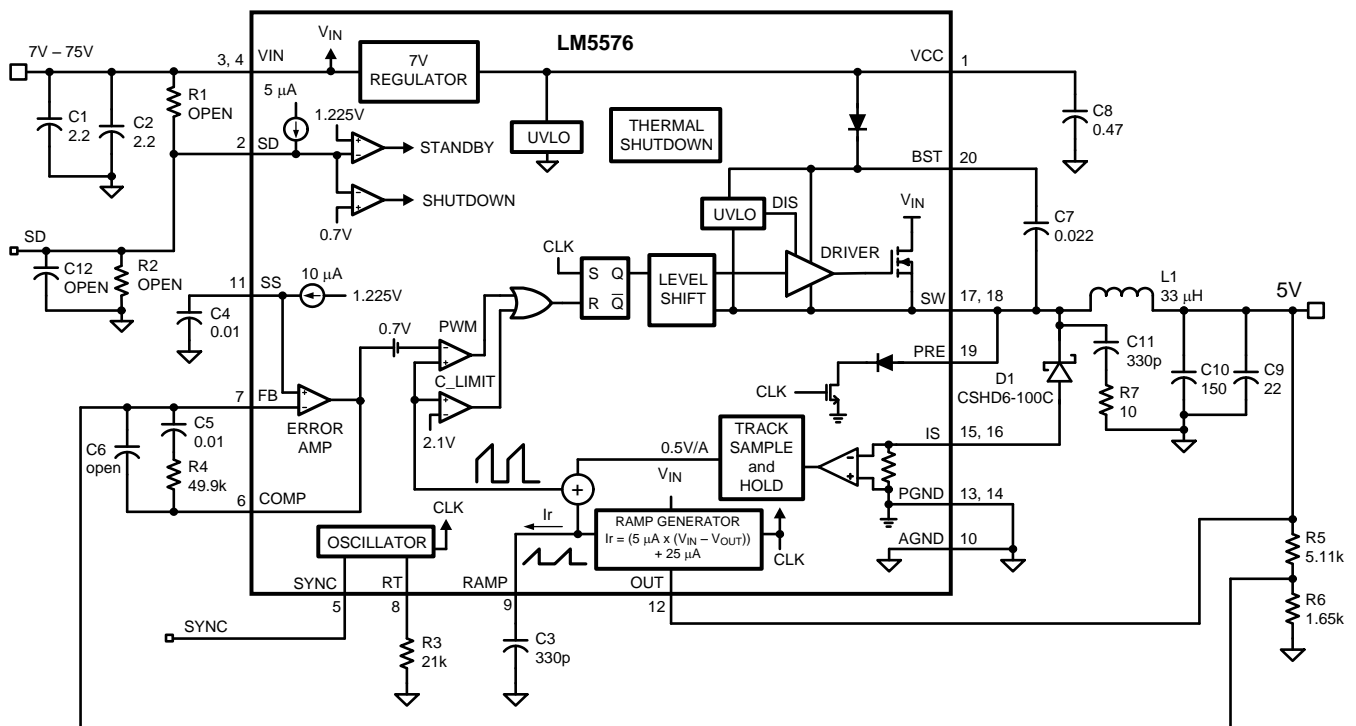 LM5576
7V – 75V
3, 4
VIN
VIN
7V
REGULATOR
VCC
1
R1
OPEN
5 μA
1.225V
C1
2.2
C2
2.2
2
SD
STANDBY
UVLO
THERMAL
SHUTDOWN
C8
0.47
BST
20
SHUTDOWN
0.7V
UVLO
DIS
VIN
DRIVER
C7
0.022
SD
C12
OPEN
R2
OPEN
11
SS
10 μA
1.225V
CLK
S
Q
R
Q
LEVEL
SHIFT
SW
17, 18
L1
33 μH
5V
C4
0.01
0.7V
PWM
C_LIMIT
2.1V
PRE
19
CLK
D1
CSHD6-100C
C11
330p
R7
10
C10
150
C9
22
7
FB
ERROR
AMP
C5
0.01
C6
open
R4
49.9k
6
COMP
0.5V/A
TRACK
SAMPLE
and
HOLD
IS
15, 16
PGND
13, 14
AGND
10
VIN
Ir
RAMP GENERATOR
Ir = (5 μA x (VIN – VOUT))
+ 25 μA
CLK
OSCILLATOR
CLK
SYNC
5
RT
8
RAMP
9
OUT
12
R5
5.11k
R6
1.65k
SYNC
R3
21k
C3
330p